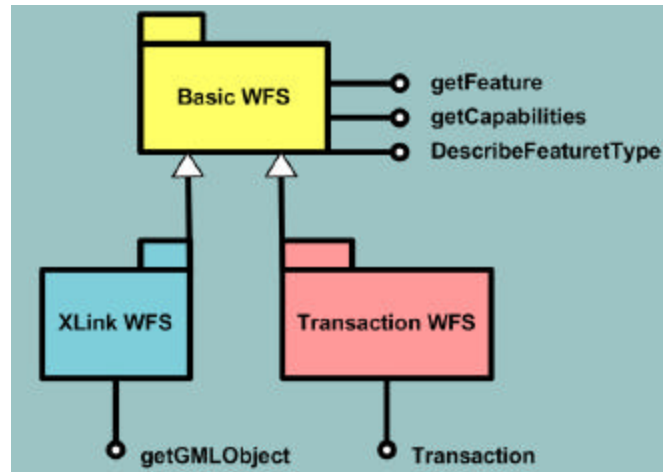 getFeature
Basic WFS
getCapabilities
DescribeFeaturetType
XLink WFS
Transaction WFS
getGMLObject
Transaction